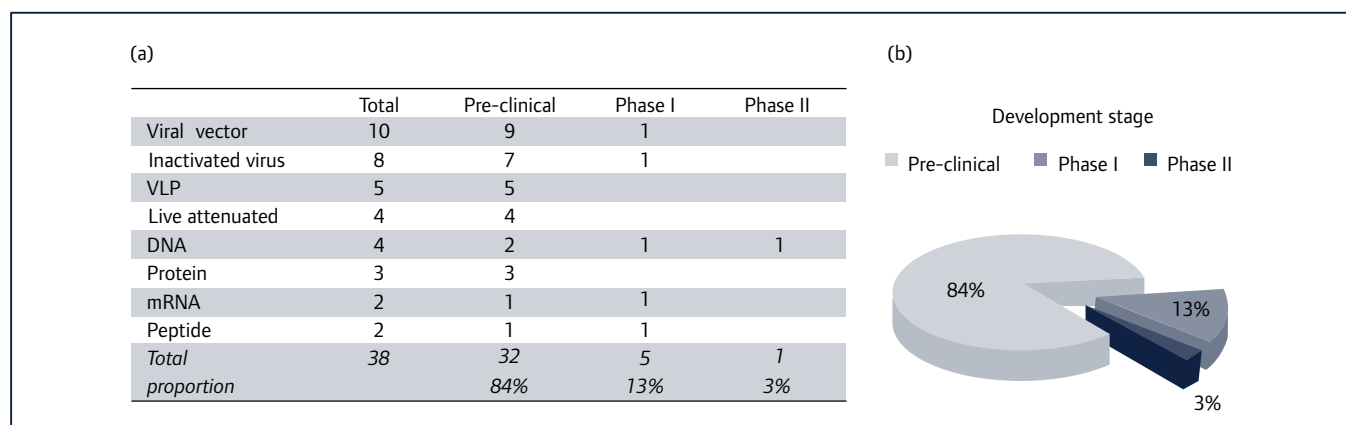 (a)
Total Pre-clinical Phase I Phase II
Viral vector 10 9 1
Inactivated virus 8 7 1
VLP 5 5
Live attenuated 4 4
DNA 4 2 1 1
Protein 3 3
mRNA 2 1 1
Peptide 2 1 1
Total 38 32 5 1
proportion 84% 13% 3%
(b)
Development stage
Pre-clinical Phase I Phase II
84%
13%
3%